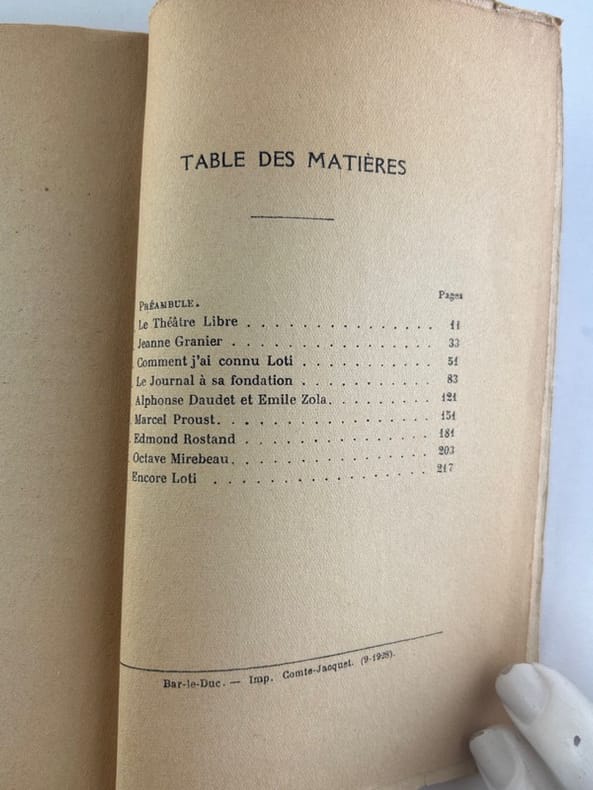 TABLE DES MATIÈRES
Pages
PRÉAMBULE.
Le Théâtre Libre . . . . . . . . . . . . . . . 11
Jeanne Granier . . . . . . . . . . . . . . . . 33
Comment j'ai connu Loti . . . . . . . . . . . 51
Le Journal à sa fondation . . . . . . . . . . 83
Alphonse Daudet et Emile Zola. . . . . . . . 121
Marcel Proust. . . . . . . . . . . . . . . . 151
Edmond Rostand . . . . . . . . . . . . . . . 181
Octave Mirebeau. . . . . . . . . . . . . . . 203
Encore Loti . . . . . . . . . . . . . . . . 217
Bar-le-Duc. — Imp. Comte-Jacquet. (9-1928).